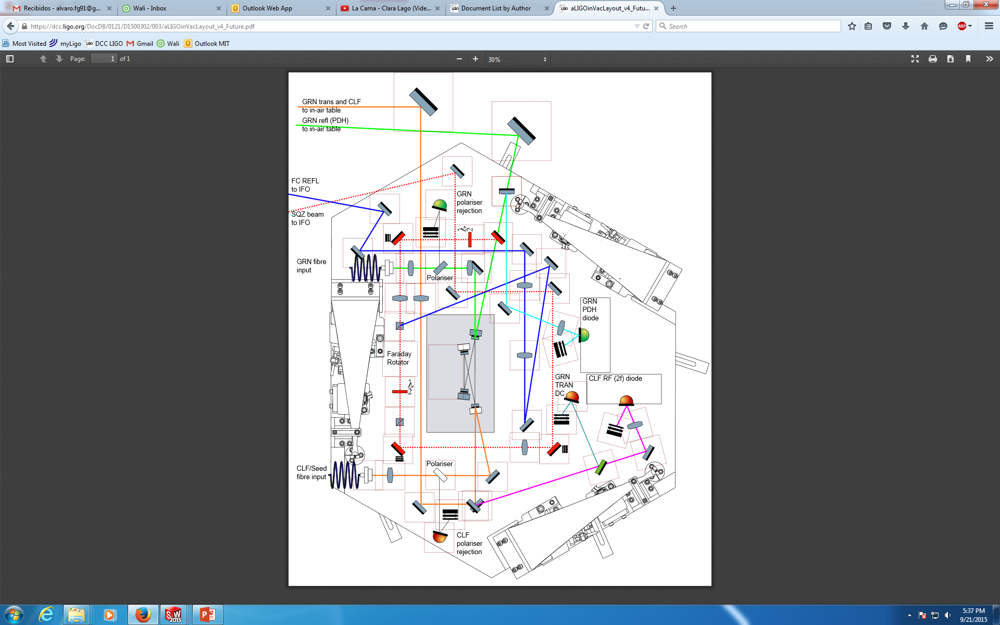 Recibidos - alvaro.fg91@g...
Wali - Inbox
Outlook Web App
La Cama - Clara Lago (Vide...
Document List by Author
aLIGOinVacLayout_v4_Futu...
https://dcc.ligo.org/DocDB/0121/D1500302/003/aLIGOinVacLayout_v4_Future.pdf
Search
ABP
Most Visited
myLigo
DCC LIGO
Gmail
Wali
Outlook MIT
Page:
1
of 1
30%
GRN trans and CLF
to in-air table
GRN refl (PDH)
to in-air table
FC REFL
to IFO
SQZ beam
to IFO
GRN
polariser
rejection
λ
2
GRN fibre
input
Polariser
GRN
PDH
diode
Faraday
Rotator
λ
2
GRN
TRAN
DC
CLF RF (2f) diode
CLF/Seed
fibre input
Polariser
CLF
polariser
rejection
SW
2015
5:37 PM
9/21/2015